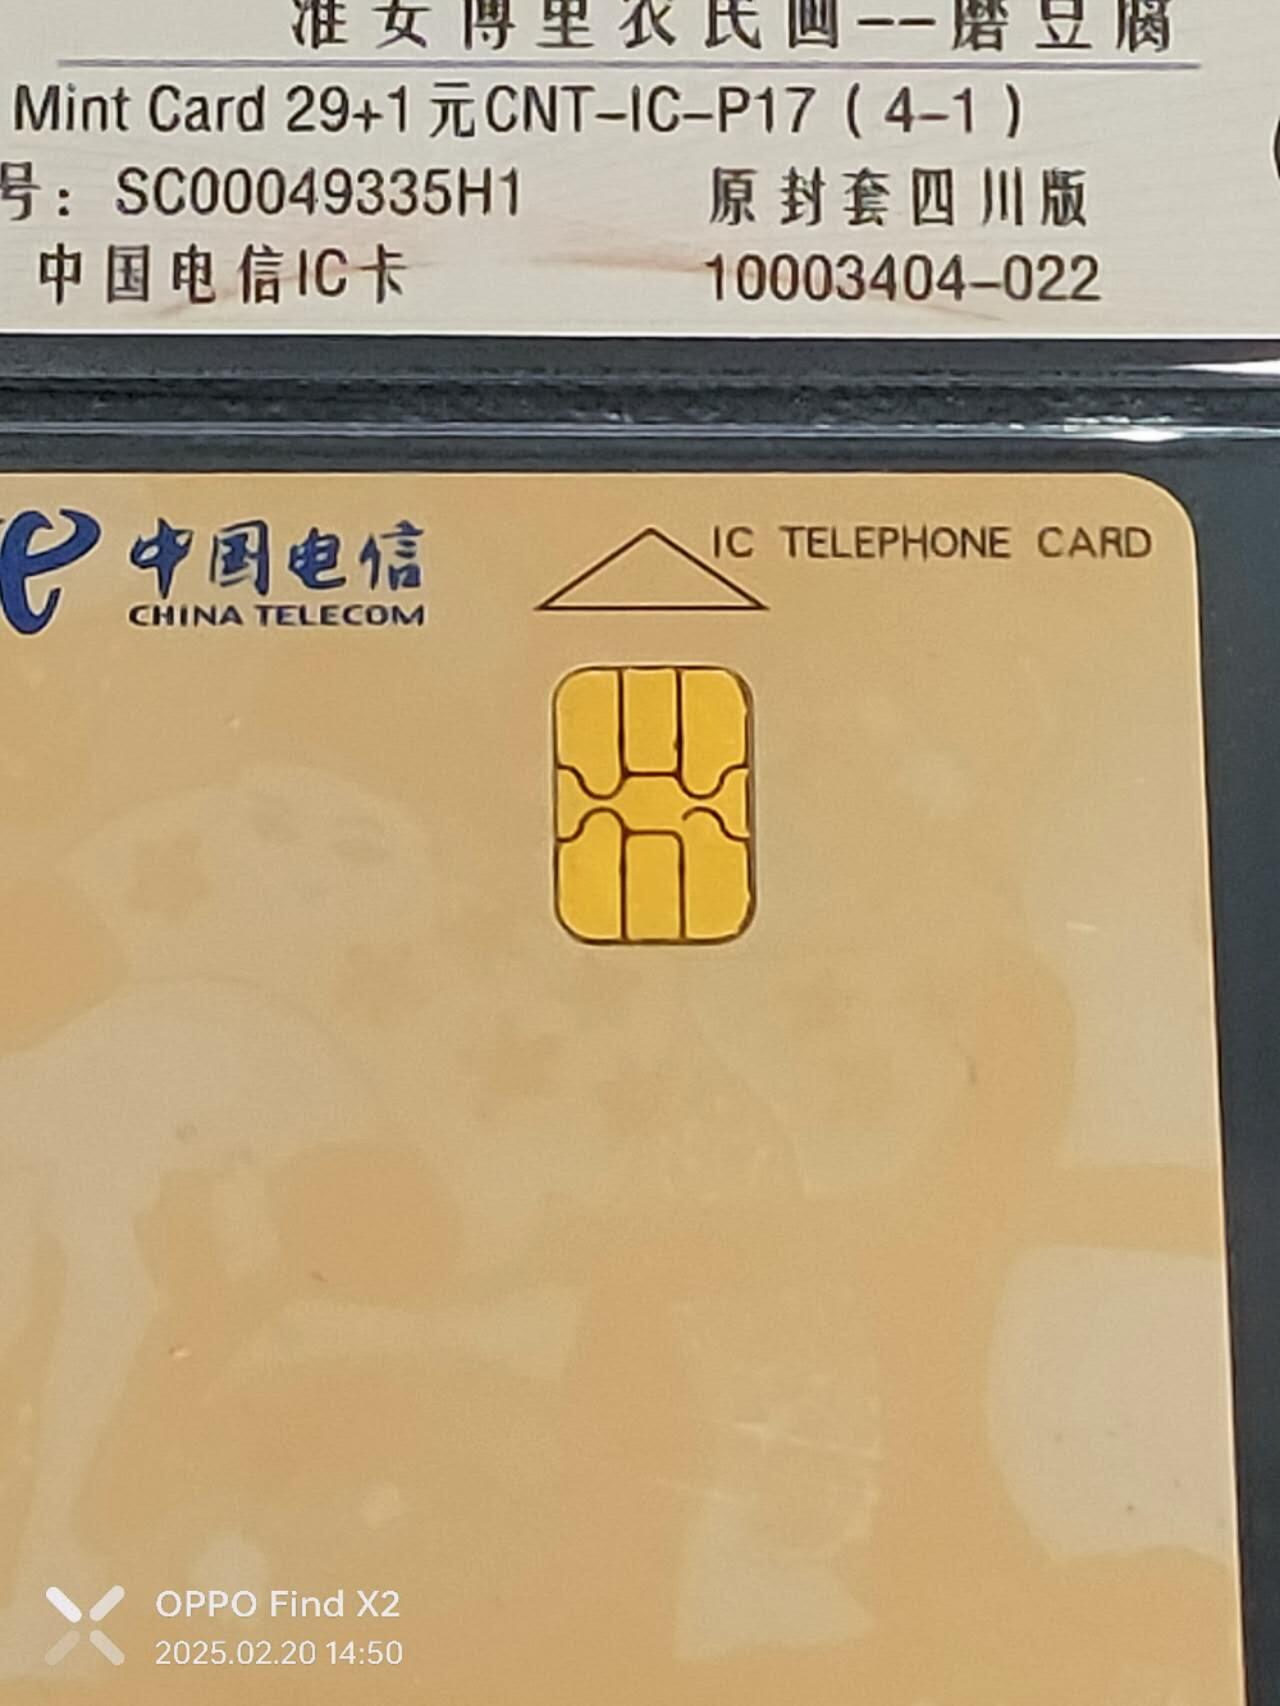 准女博里农民画--磨豆腐
Mint Card 29+1元CNT-IC-P17 ( 4-1 )
号: SC00049335H1 原封套四川版
中国电信IC卡 10003404-022
中国电信
CHINA TELECOM
IC TELEPHONE CARD
OPPO Find X2
2025.02.20 14:50